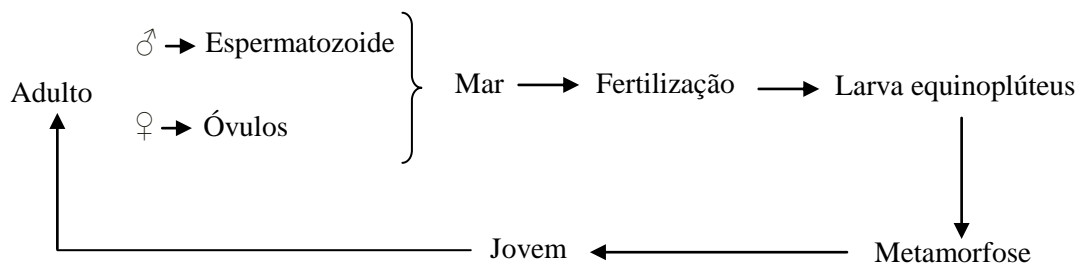 ♂ → Espermatozoide
Adulto
Mar → Fertilização → Larva equinoplúteus
♀ → Óvulos
Jovem ← Metamorfose